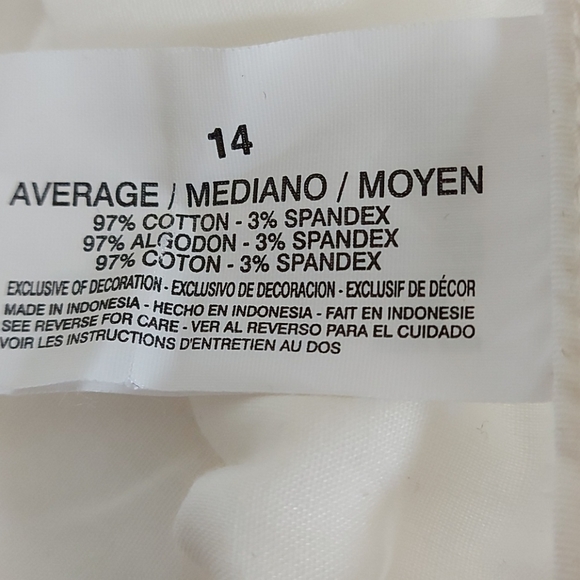 14
AVERAGE / MEDIANO / MOYEN
97% COTTON - 3% SPANDEX
97% ALGODON - 3% SPANDEX
97% COTON - 3% SPANDEX
EXCLUSIVE OF DECORATION - EXCLUSIVO DE DECORACION - EXCLUSIF DE DÉCOR
MADE IN INDONESIA - HECHO EN INDONESIA - FAIT EN INDONESIE
SEE REVERSE FOR CARE - VER AL REVERSO PARA EL CUIDADO
VOIR LES INSTRUCTIONS D'ENTRETIEN AU DOS